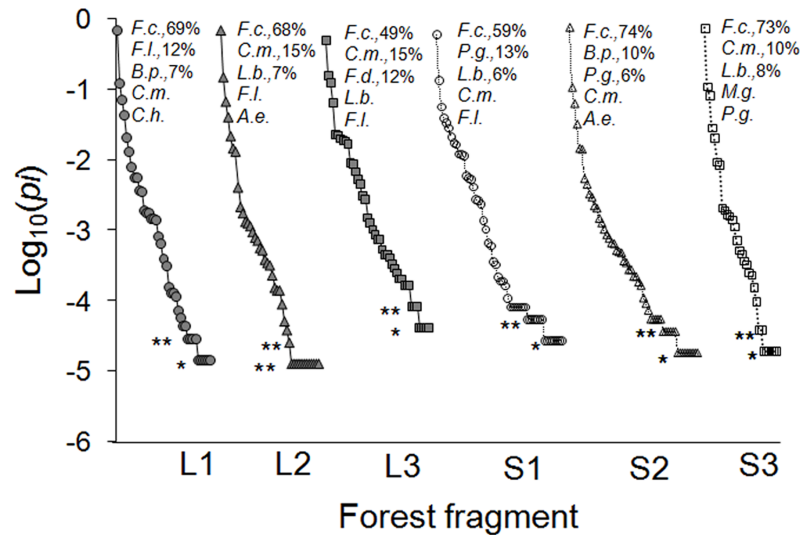 0
-1
-2
-3
-4
-5
-6
Log10(pi)
F.c.,69%
F.l.,12%
B.p.,7%
C.m.
C.h.
F.c.,68%
C.m.,15%
L.b.,7%
F.l.
A.e.
F.c.,49%
C.m.,15%
F.d.,12%
L.b.
F.l.
F.c.,59%
P.g.,13%
L.b.,6%
C.m.
F.l.
F.c.,74%
B.p.,10%
P.g.,6%
C.m.
A.e.
F.c.,73%
C.m.,10%
L.b.,8%
M.g.
P.g.
**
*
**
**
**
*
**
*
**
*
**
*
L1 L2 L3 S1 S2 S3
Forest fragment